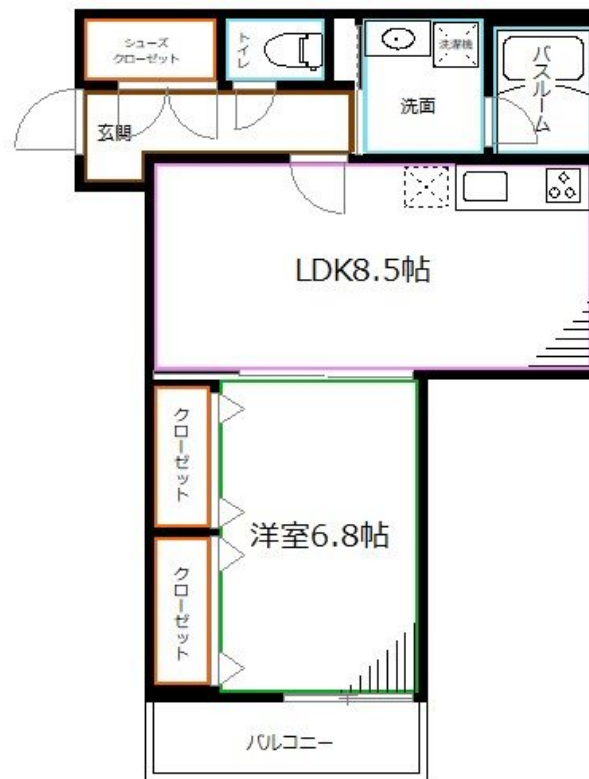 シューズ
クローゼット
トイレ
洗濯機
バスルーム
玄関
洗面
LDK8.5帖
クローゼット
洋室6.8帖
クローゼット
バルコニー